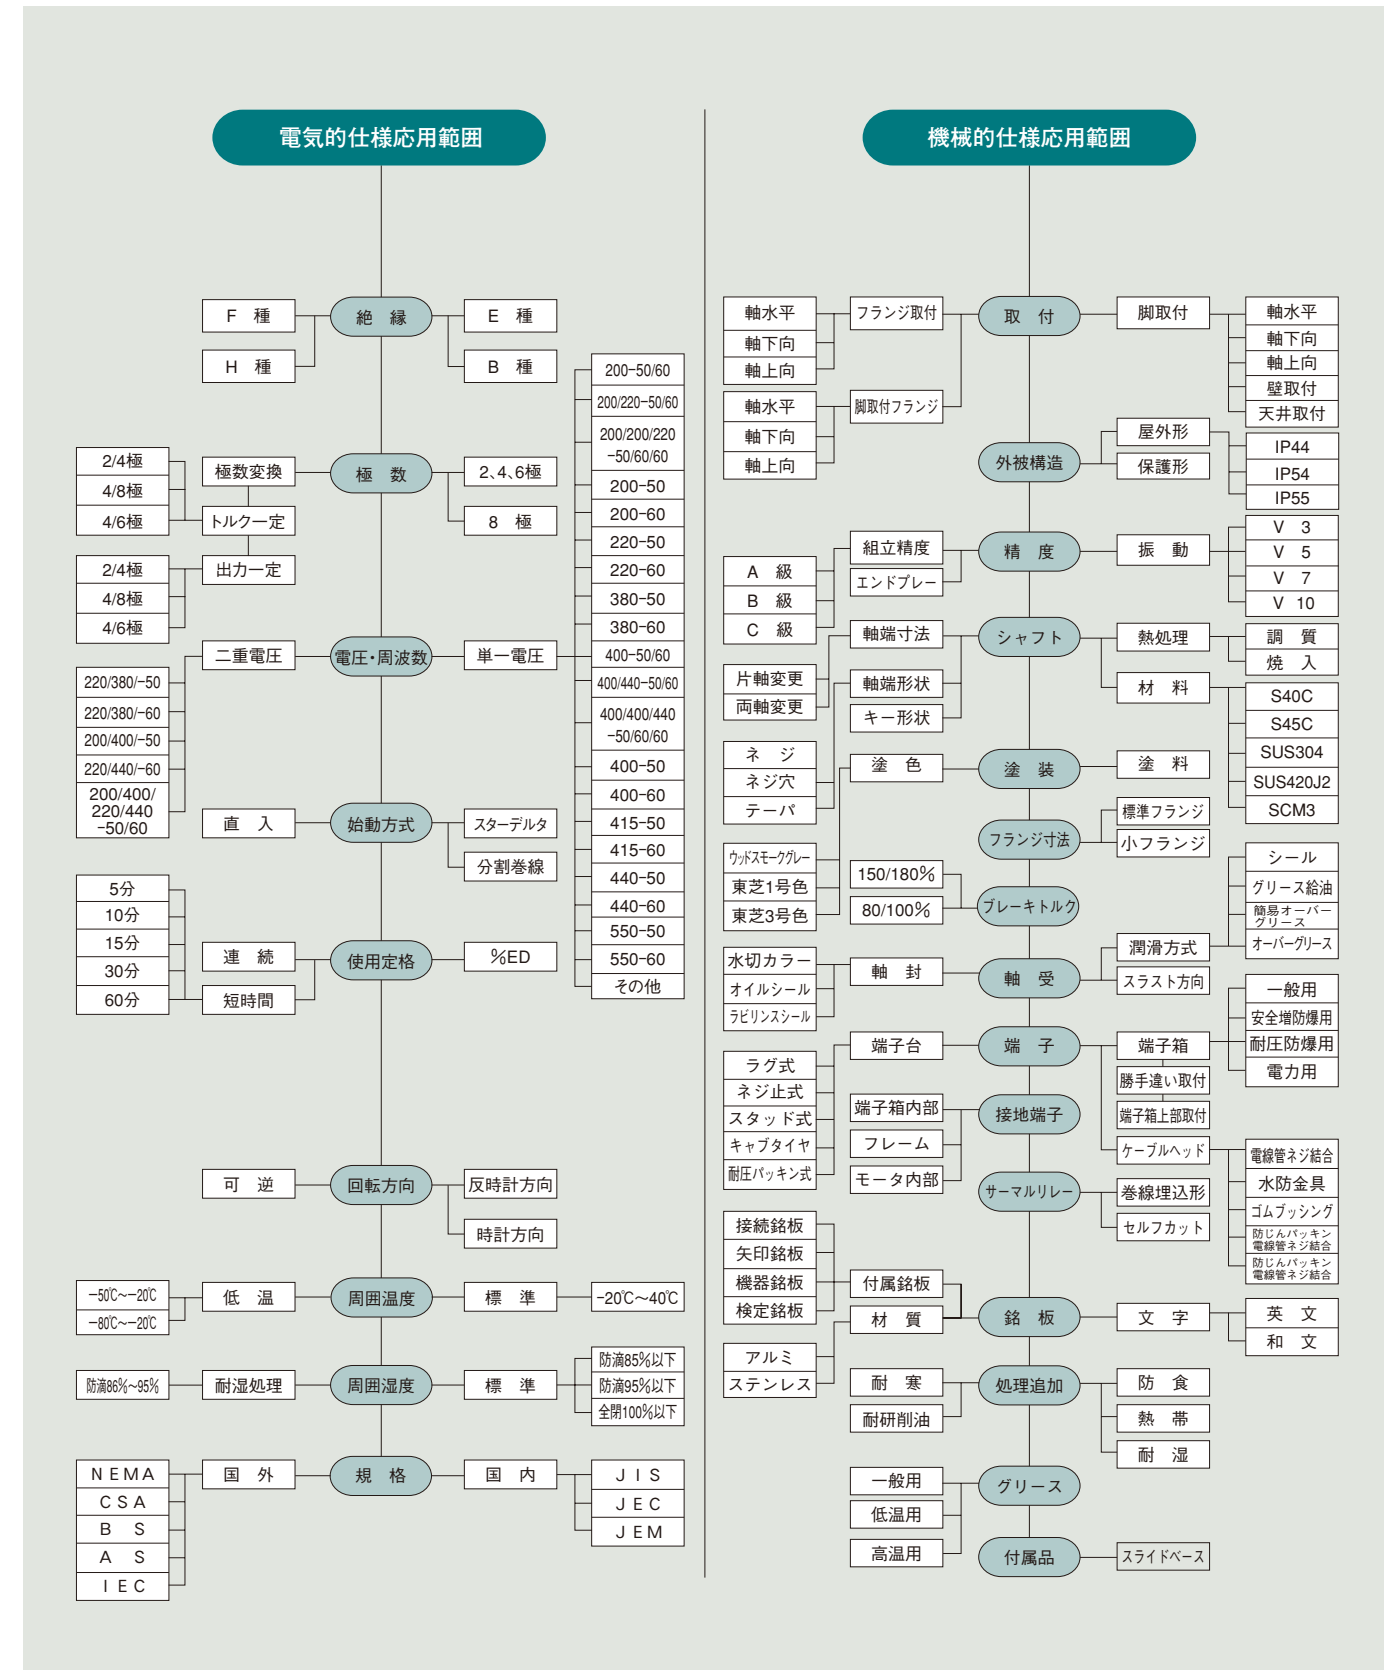 電気的仕様応用範囲
絶 縁
F 種
H 種
E 種
B 種
極 数
極数変換
2/4極
4/8極
4/6極
トルク一定
出力一定
2/4極
4/8極
4/6極
2、4、6極
8 極
電圧・周波数
二重電圧
220/380/-50
220/380/-60
200/400/-50
220/440/-60
200/400/
220/440
-50/60
単一電圧
200-50/60
200/220-50/60
200/200/220
-50/60/60
200-50
200-60
220-50
220-60
380-50
380-60
400-50/60
400/440-50/60
400/400/440
-50/60/60
400-50
400-60
415-50
415-60
440-50
440-60
550-50
550-60
その他
始動方式
直 入
スターデルタ
分割巻線
使用定格
連 続
短時間
5分
10分
15分
30分
60分
%ED
回転方向
可 逆
反時計方向
時計方向
周囲温度
低 温
-50℃~-20℃
-80℃~-20℃
標 準
-20℃~40℃
周囲湿度
耐湿処理
防滴86%~95%
標 準
防滴85%以下
防滴95%以下
全閉100%以下
規 格
国 外
NEMA
CSA
B S
A S
IEC
国 内
JIS
JEC
JEM
機械的仕様応用範囲
取 付
フランジ取付
軸水平
軸下向
軸上向
脚取付フランジ
軸水平
軸下向
軸上向
脚取付
軸水平
軸下向
軸上向
壁取付
天井取付
外被構造
屋外形
保護形
IP44
IP54
IP55
精 度
組立精度
エンドプレー
A 級
B 級
C 級
振 動
V 3
V 5
V 7
V 10
シャフト
軸端寸法
片軸変更
両軸変更
軸端形状
キー形状
ネ ジ
ネジ穴
テーパ
熱処理
調 質
焼 入
材 料
S40C
S45C
SUS304
SUS420J2
SCM3
塗 装
塗 色
ウッドスモークグレー
東芝1号色
東芝3号色
塗 料
フランジ寸法
標準フランジ
小フランジ
ブレーキトルク
150/180%
80/100%
軸 受
軸 封
水切カラー
オイルシール
ラビリンスシール
潤滑方式
スラスト方向
シール
グリース給油
簡易オーバー
グリース
オーバーグリース
端 子
端子台
ラグ式
ネジ止式
スタッド式
キャブタイヤ
耐圧パッキン式
端子箱
勝手違い取付
端子箱上部取付
一般用
安全増防爆用
耐圧防爆用
電力用
ケーブルヘッド
電線管ネジ結合
水防金具
ゴムブッシング
防じんパッキン
電線管ネジ結合
防じんパッキン
電線管ネジ結合
接地端子
端子箱内部
フレーム
モータ内部
サーマルリレー
巻線埋込形
セルフカット
銘 板
付属銘板
接続銘板
矢印銘板
機器銘板
検定銘板
材 質
アルミ
ステンレス
文 字
英 文
和 文
処理追加
耐 寒
耐研削油
防 食
熱 帯
耐 湿
グリース
一般用
低温用
高温用
付属品
スライドベース